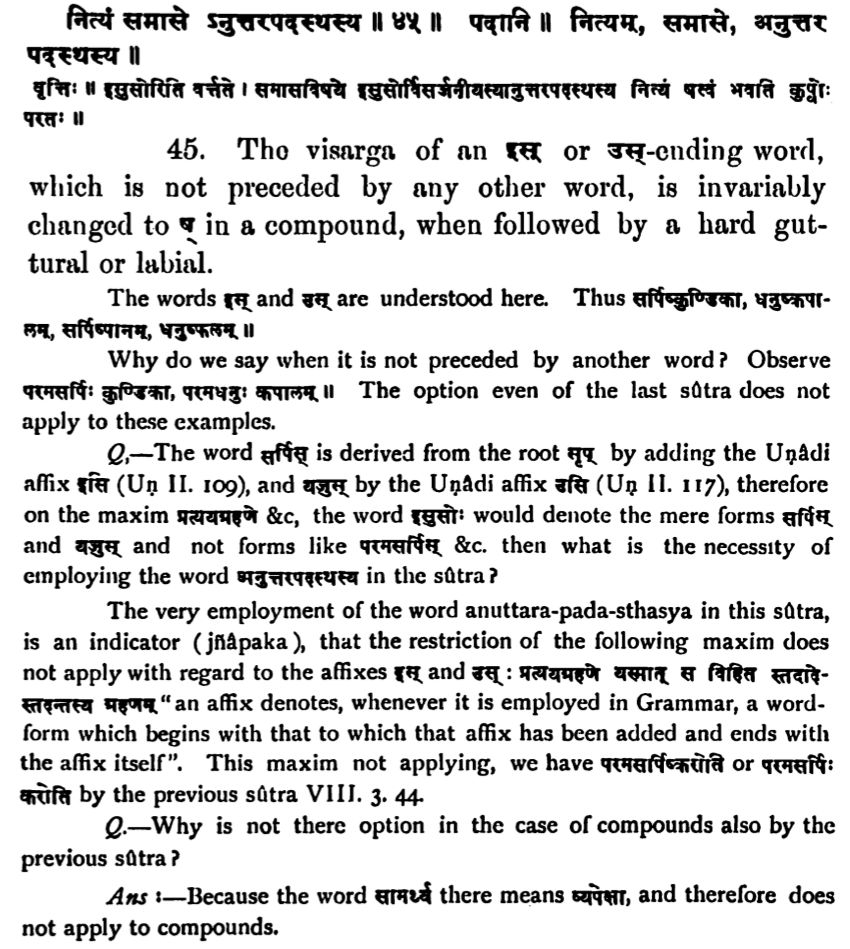 नित्यं समासे ऽनुत्तरपदस्थस्य ॥ ४५ ॥ पदानि ॥ नित्यम्, समासे, अनुत्तर
पदस्थस्य ॥
वृत्तिः ॥ इसुसोरिति वर्त्तते । समासविषये इसुसोर्विसर्जनीयस्यानुत्तरपदस्थस्य नित्यं षत्वं भवति कुप्वोः
परतः ॥
45. The visarga of an इस् or उस्-ending word,
which is not preceded by any other word, is invariably
changed to ष् in a compound, when followed by a hard gut-
tural or labial.
The words इस् and उस् are understood here. Thus सर्पिष्कुण्डिका, धनुष्कपा-
लम्, सर्पिष्पानम्, धनुष्फलम् ॥
Why do we say when it is not preceded by another word? Observe
परमसर्पिः कुण्डिका, परमधनुः कपालम् ॥ The option even of the last sûtra does not
apply to these examples.
Q,—The word सर्पिस् is derived from the root सृप् by adding the Uṇâdi
affix इसि (Uṇ II. 109), and यजुस् by the Uṇâdi affix उसि (Uṇ II. 117), therefore
on the maxim प्रत्ययग्रहणे &c, the word इसुसोः would denote the mere forms सर्पिस्
and यजुस् and not forms like परमसर्पिस् &c. then what is the necessity of
employing the word अनुत्तरपदस्थस्य in the sûtra?
The very employment of the word anuttara-pada-sthasya in this sûtra,
is an indicator (jñâpaka), that the restriction of the following maxim does
not apply with regard to the affixes इस् and उस् : प्रत्ययग्रहणे यस्मात् स विहित स्तदादे-
स्तदन्तस्य ग्रहणम् "an affix denotes, whenever it is employed in Grammar, a word-
form which begins with that to which that affix has been added and ends with
the affix itself". This maxim not applying, we have परमसर्पिष्करोति or परमसर्पिः
करोति by the previous sûtra VIII. 3. 44.
Q.—Why is not there option in the case of compounds also by the
previous sûtra?
Ans :—Because the word सामर्थ्य there means व्यपेक्षा, and therefore does
not apply to compounds.